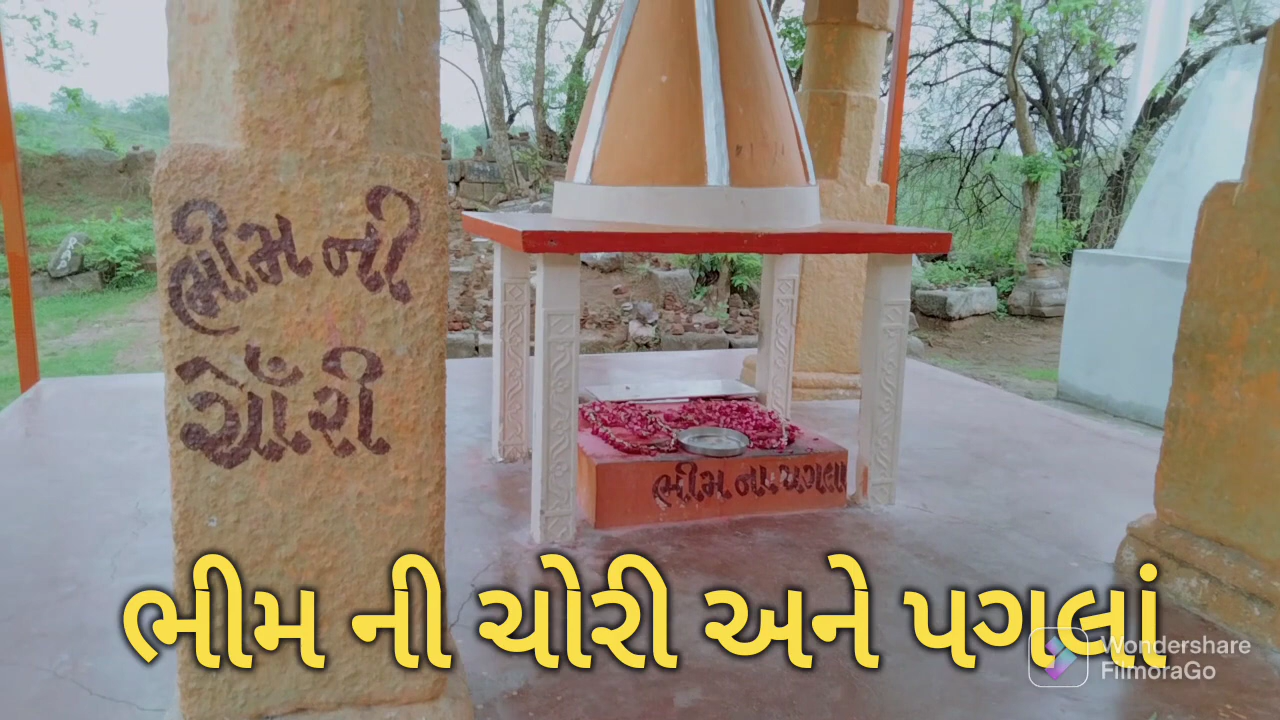 ભીમ ની
ચોરી
ભીમ ના પગલા
ભીમ ની ચોરી અને પગલાં
Wondershare
FilmoraGo